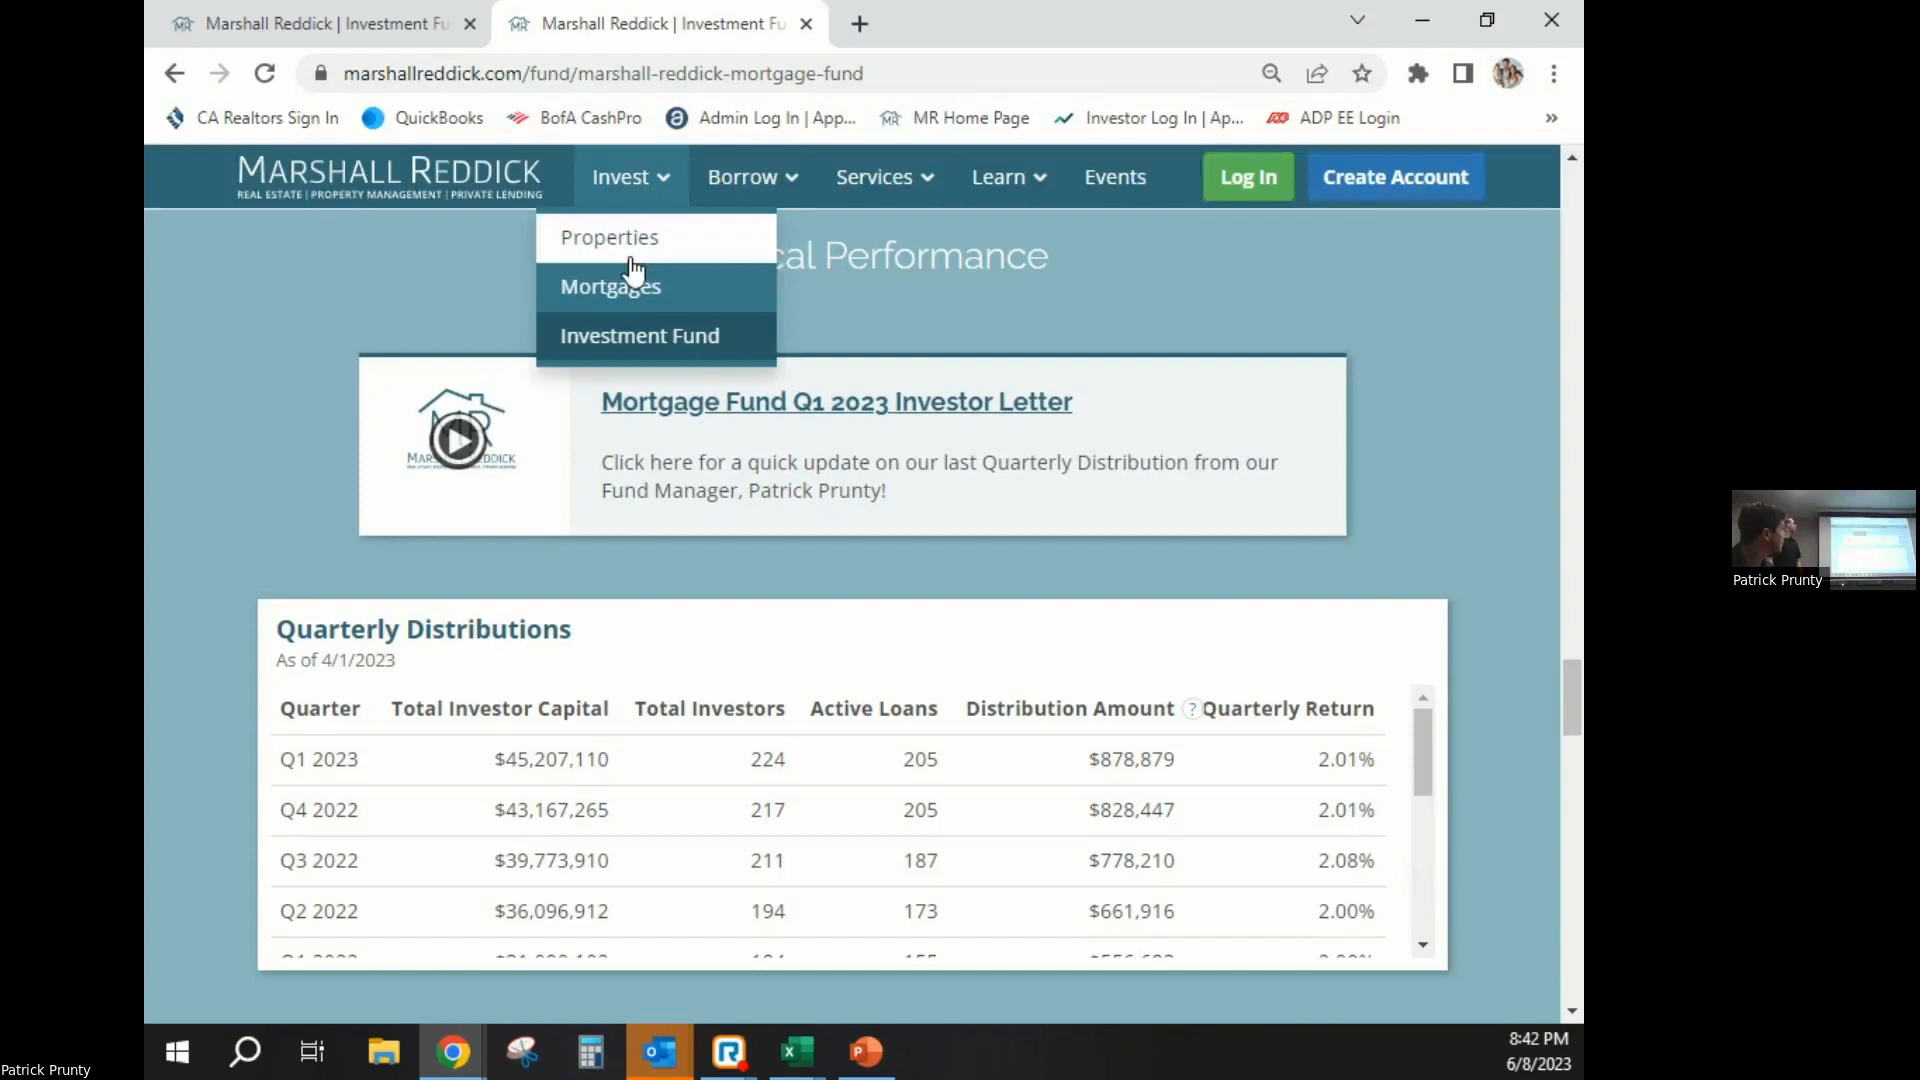 Marshall Reddick | Investment Fu
Marshall Reddick | Investment Fu
marshallreddick.com/fund/marshall-reddick-mortgage-fund
CA Realtors Sign In
QuickBooks
BofA CashPro
Admin Log In | App...
MR Home Page
Investor Log In | Ap...
ADP EE Login
»
MARSHALL REDDICK
REAL ESTATE | PROPERTY MANAGEMENT | PRIVATE LENDING
Invest
Borrow
Services
Learn
Events
Log In
Create Account
Properties
Mortgages
Investment Fund
cal Performance
Mortgage Fund Q1 2023 Investor Letter
Click here for a quick update on our last Quarterly Distribution from our
Fund Manager, Patrick Prunty!
Quarterly Distributions
As of 4/1/2023
Quarter Total Investor Capital Total Investors Active Loans Distribution Amount ? Quarterly Return
Q1 2023 $45,207,110 224 205 $878,879 2.01%
Q4 2022 $43,167,265 217 205 $828,447 2.01%
Q3 2022 $39,773,910 211 187 $778,210 2.08%
Q2 2022 $36,096,912 194 173 $661,916 2.00%
8:42 PM
6/8/2023
Patrick Prunty
Patrick Prunty